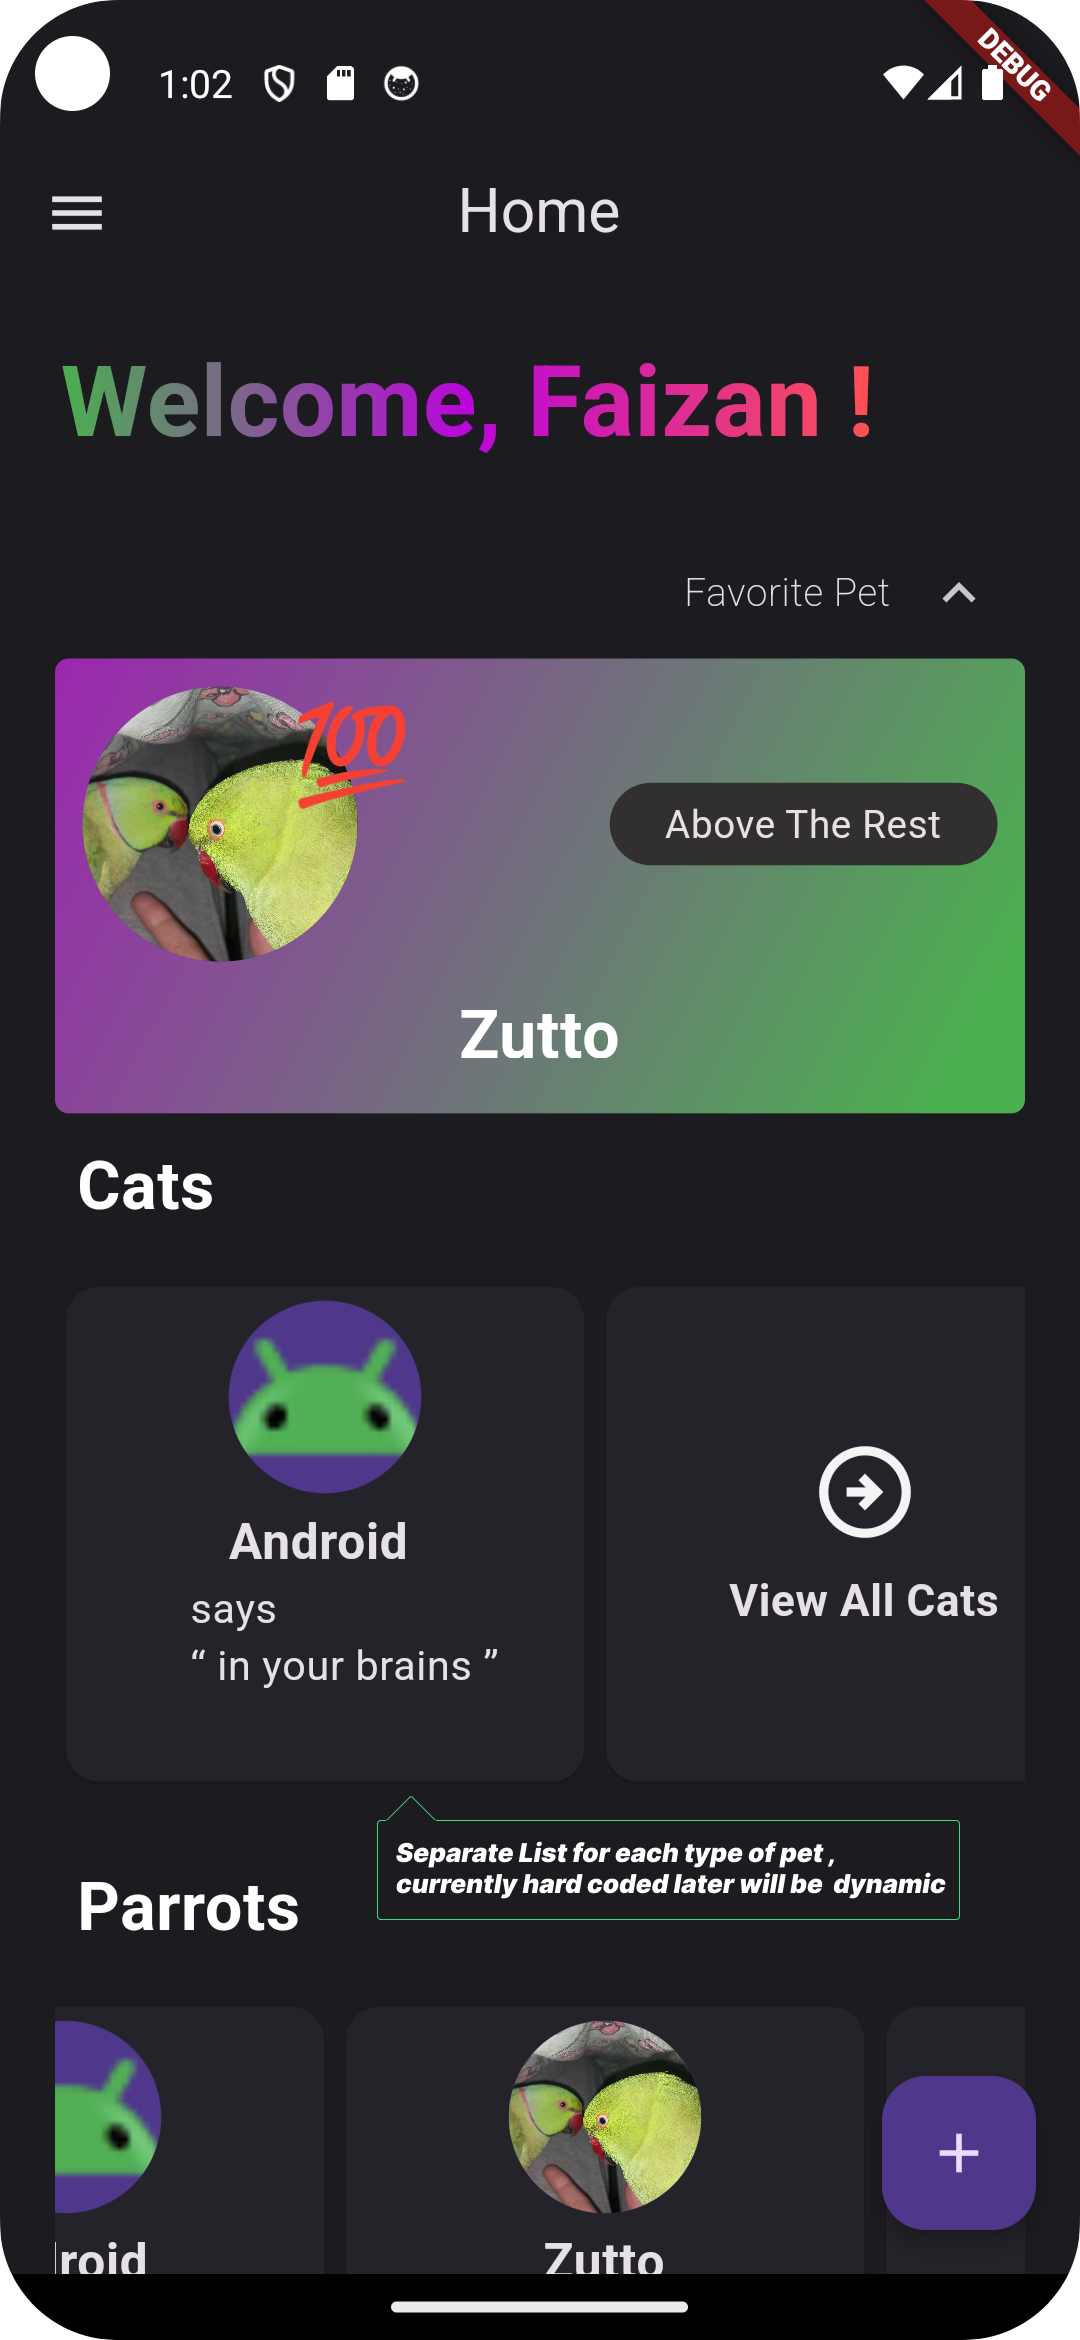 1:02
DEBUG
Home
Welcome, Faizan !
Favorite Pet
100
Above The Rest
Zutto
Cats
Android
says
“ in your brains ”
View All Cats
Separate List for each type of pet ,
currently hard coded later will be  dynamic
Parrots
roid
Zutto